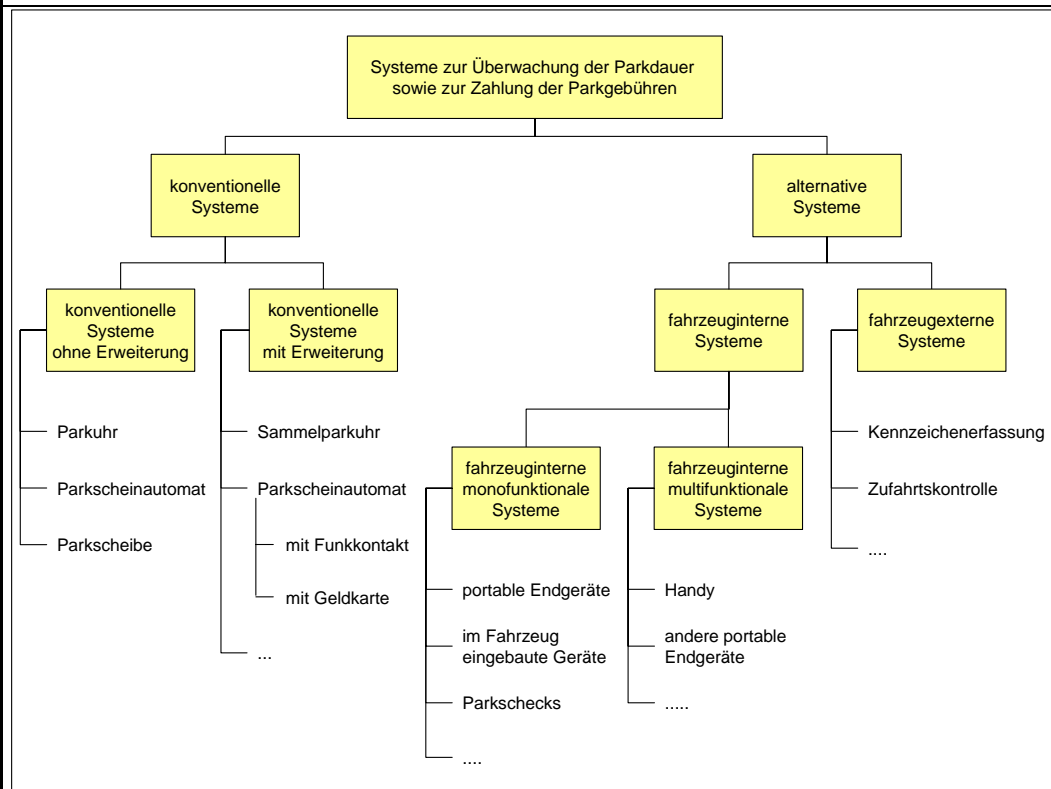 Systeme zur Überwachung der Parkdauer
sowie zur Zahlung der Parkgebühren
konventionelle
Systeme
alternative
Systeme
konventionelle
Systeme
ohne Erweiterung
konventionelle
Systeme
mit Erweiterung
fahrzeuginterne
Systeme
fahrzeugexterne
Systeme
Parkuhr
Parkscheinautomat
Parkscheibe
Sammelparkuhr
Parkscheinautomat
mit Funkkontakt
mit Geldkarte
...
fahrzeuginterne
monofunktionale
Systeme
fahrzeuginterne
multifunktionale
Systeme
Kennzeichenerfassung
Zufahrtskontrolle
....
portable Endgeräte
im Fahrzeug
eingebaute Geräte
Parkschecks
....
Handy
andere portable
Endgeräte
.....